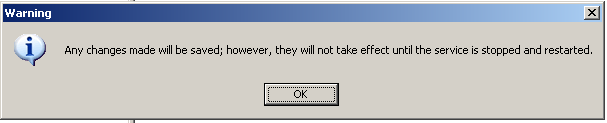 Warning
Any changes made will be saved; however, they will not take effect until the service is stopped and restarted.
OK